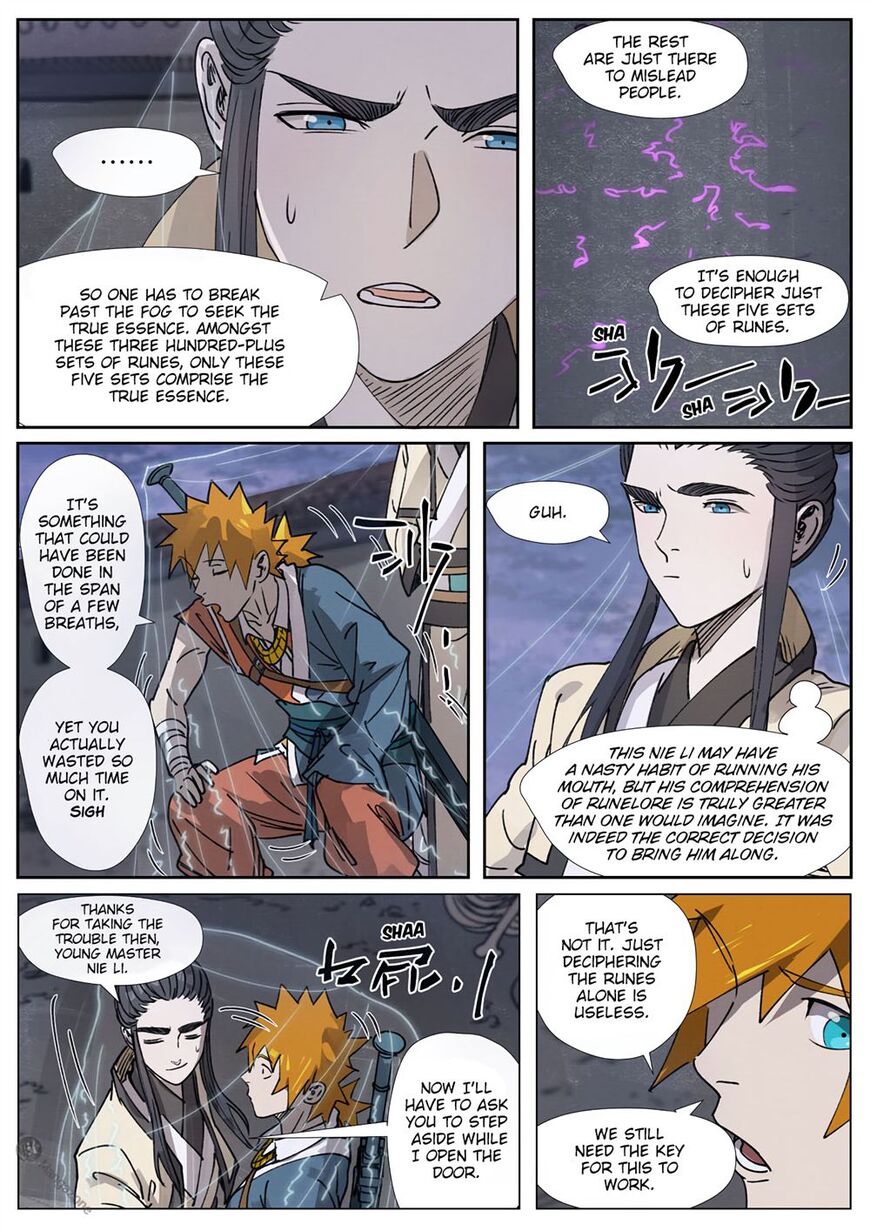 ......
SO ONE HAS TO BREAK
PAST THE FOG TO SEEK THE
TRUE ESSENCE. AMONGST
THESE THREE HUNDRED-PLUS
SETS OF RUNES, ONLY THESE
FIVE SETS COMPRISE THE
TRUE ESSENCE.
THE REST
ARE JUST THERE
TO MISLEAD
PEOPLE.
IT'S ENOUGH
TO DECIPHER JUST
THESE FIVE SETS
OF RUNES.
SHA
SHA
IT'S
SOMETHING
THAT COULD
HAVE BEEN
DONE IN
THE SPAN
OF A FEW
BREATHS,
YET YOU
ACTUALLY
WASTED SO
MUCH TIME
ON IT.
SIGH
GUH.
THIS NIE LI MAY HAVE
A NASTY HABIT OF RUNNING HIS
MOUTH, BUT HIS COMPREHENSION
OF RUNELORE IS TRULY GREATER
THAN ONE WOULD IMAGINE. IT WAS
INDEED THE CORRECT DECISION
TO BRING HIM ALONG.
THANKS
FOR TAKING THE
TROUBLE THEN,
YOUNG MASTER
NIE LI.
SHAA
NOW I'LL
HAVE TO ASK
YOU TO STEP
ASIDE WHILE
I OPEN THE
DOOR.
THAT'S
NOT IT. JUST
DECIPHERING
THE RUNES
ALONE IS
USELESS.
WE STILL
NEED THE KEY
FOR THIS TO
WORK.